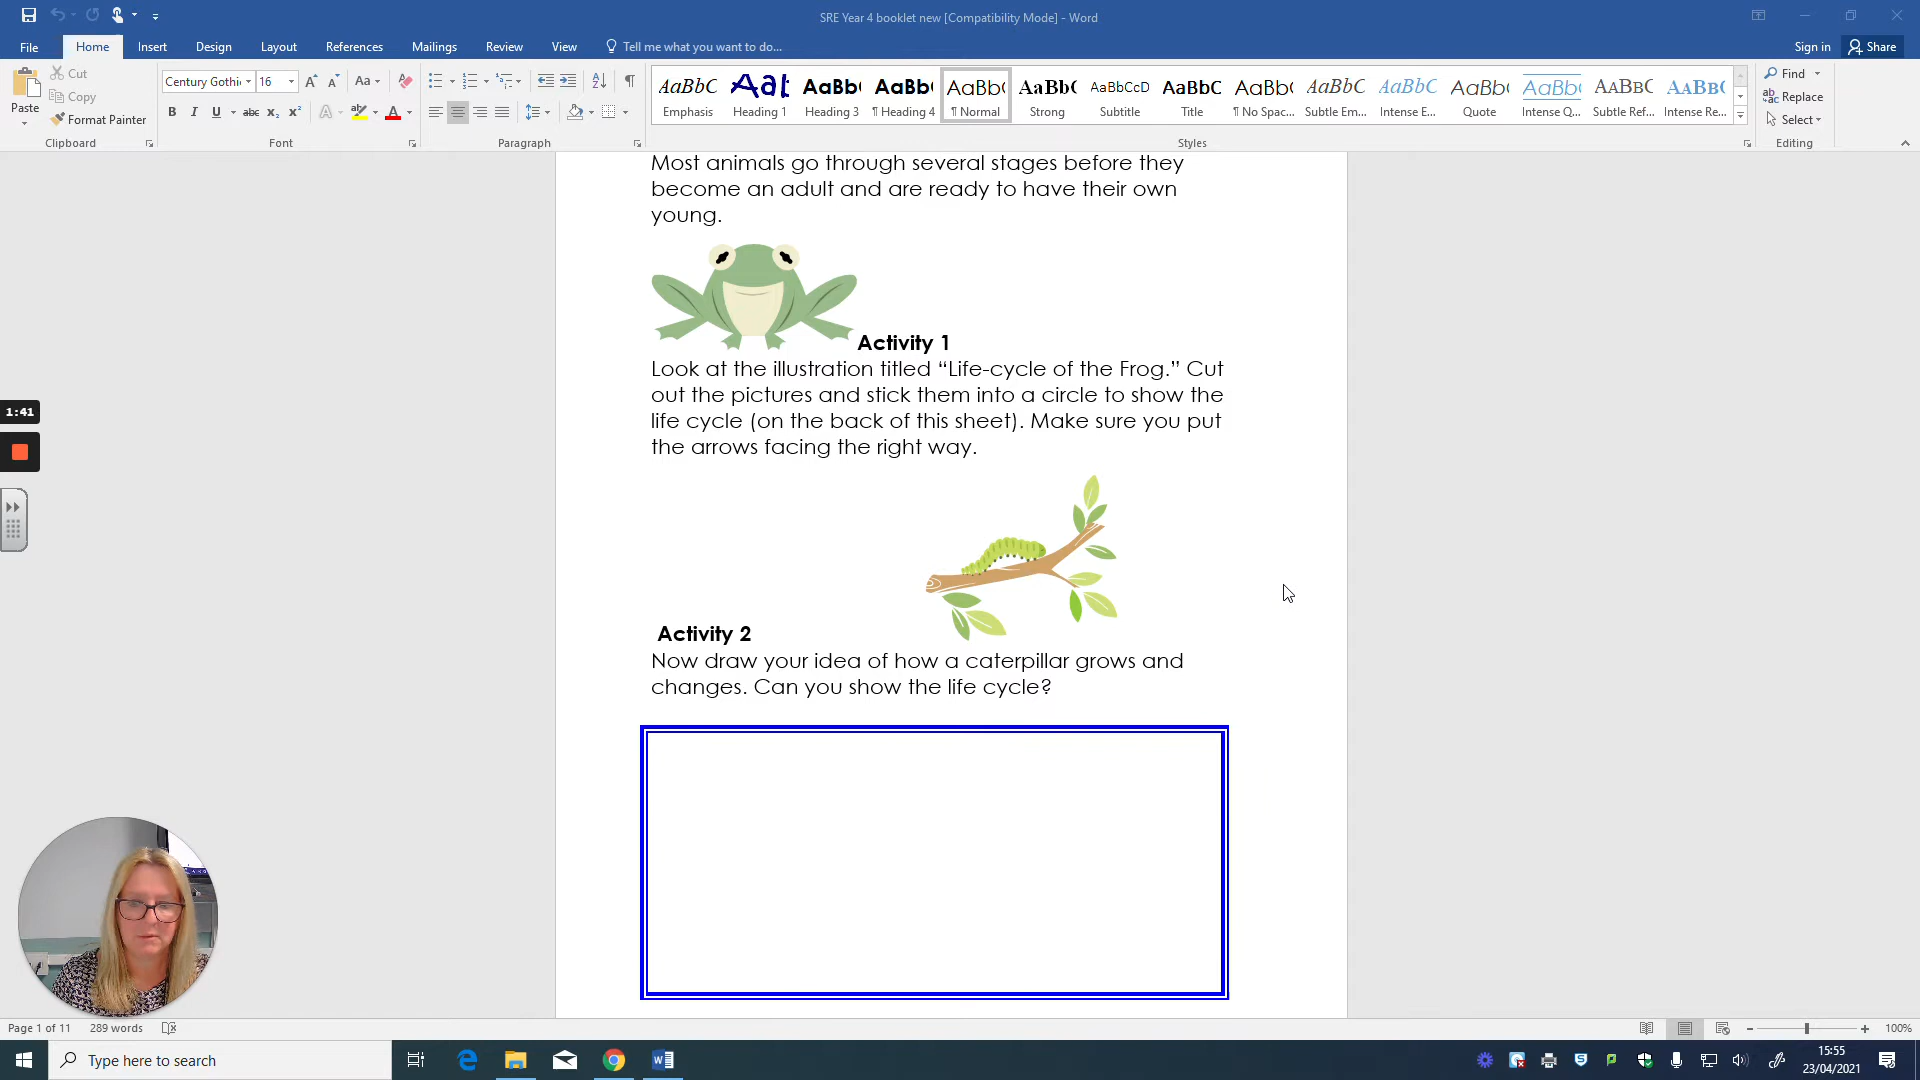 SRE Year 4 booklet new [Compatibility Mode] - Word
File Home Insert Design Layout References Mailings Review View Tell me what you want to do... Sign in Share
Paste
Cut
Copy
Format Painter
Clipboard
Century Gothi 16
Font
Paragraph
AaBbC AaB AaBb( AaBb( AaBb( AaBb( AaBbCcD AaBbC AaBb( AaBbC AaBbC AaBb( AaBb( AaBbC AaBb(
Emphasis Heading 1 Heading 3 ¶ Heading 4 ¶ Normal Strong Subtitle Title ¶ No Spac... Subtle Em... Intense E... Quote Intense Q... Subtle Ref... Intense Re...
Styles
Find
Replace
Select
Editing
Most animals go through several stages before they
become an adult and are ready to have their own
young.
Activity 1
Look at the illustration titled “Life-cycle of the Frog.” Cut
out the pictures and stick them into a circle to show the
life cycle (on the back of this sheet). Make sure you put
the arrows facing the right way.
Activity 2
Now draw your idea of how a caterpillar grows and
changes. Can you show the life cycle?
1:41
Page 1 of 11 289 words 100%
Type here to search
15:55
23/04/2021